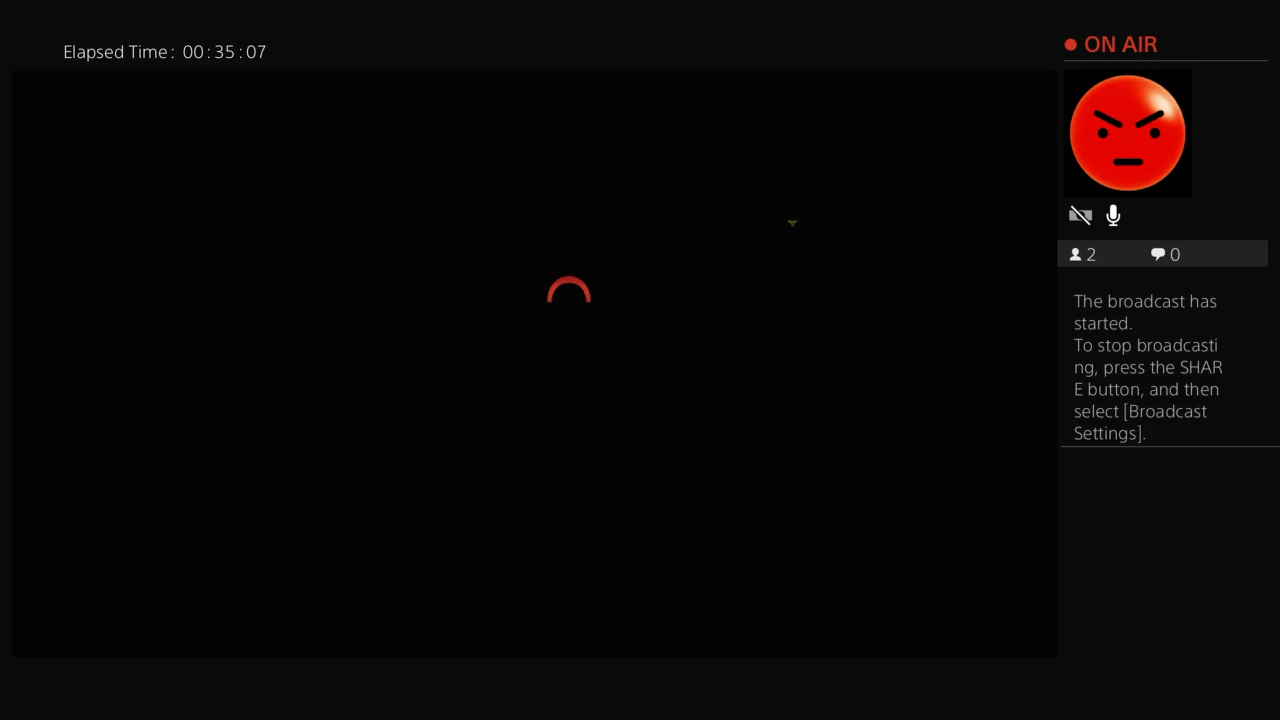 Elapsed Time: 00:35:07
ON AIR
2 0
The broadcast has
started.
To stop broadcasti
ng, press the SHAR
E button, and then
select [Broadcast
Settings].